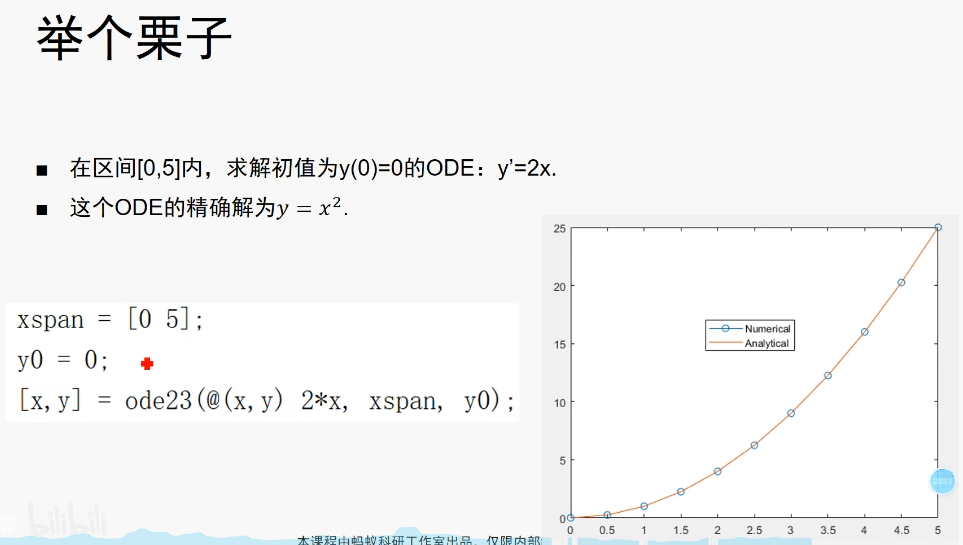 举个栗子
■ 在区间[0,5]内，求解初值为y(0)=0的ODE：y’=2x.
■ 这个ODE的精确解为y = x².
xspan = [0 5];
y0 = 0;
[x,y] = ode23(@(x,y) 2*x, xspan, y0);
25
20
15
10
5
0
Numerical
Analytical
0 0.5 1 1.5 2 2.5 3 3.5 4 4.5 5
bilibili
本课程由蚂蚁科研工作室出品，仅限内部